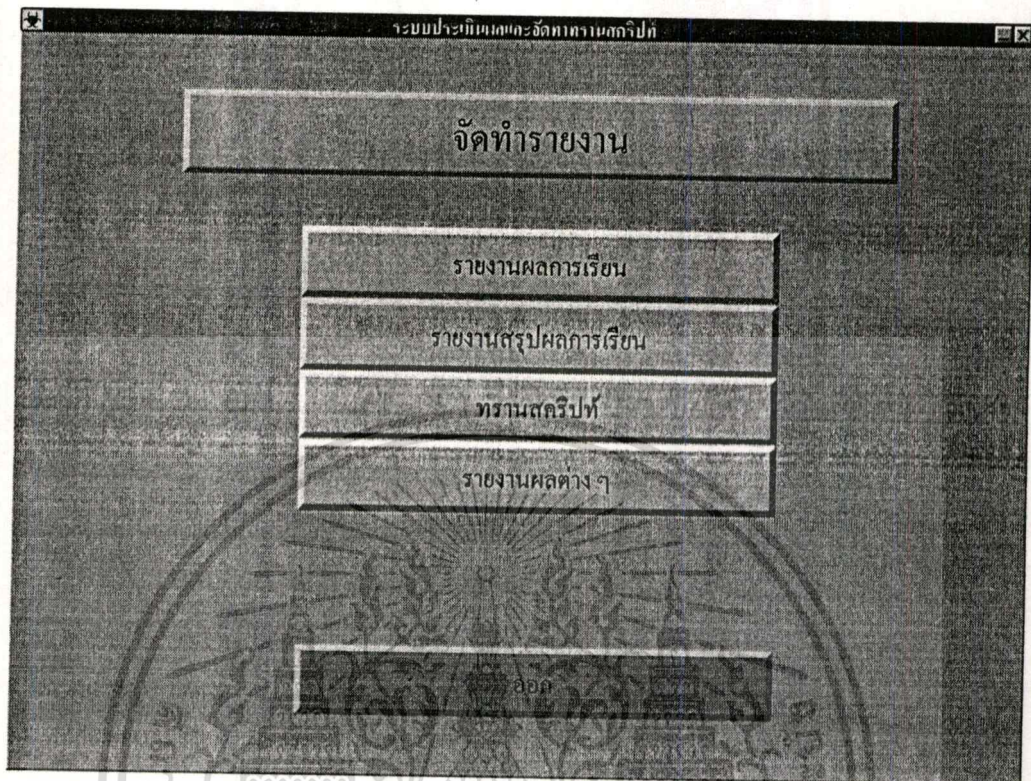 ระบบประเมินผลและจัดทำทรานสคริปท์
จัดทำรายงาน
รายงานผลการเรียน
รายงานสรุปผลการเรียน
ทรานสคริปท์
รายงานผลต่าง ๆ
ออก